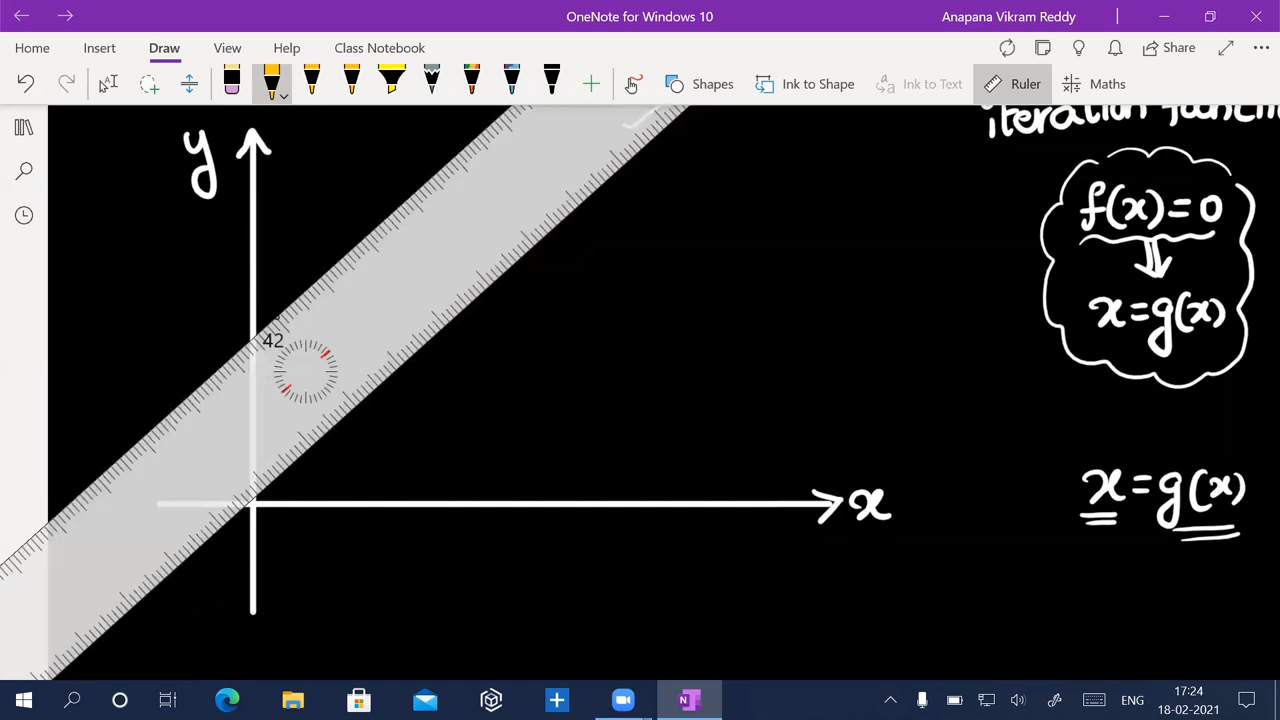 OneNote for Windows 10
Anapana Vikram Reddy
Home Insert Draw View Help Class Notebook
Share
Shapes Ink to Shape Ink to Text Ruler Maths
y
42
x
f(x)=0
x=g(x)
x=g(x)
ENG
17:24
18-02-2021